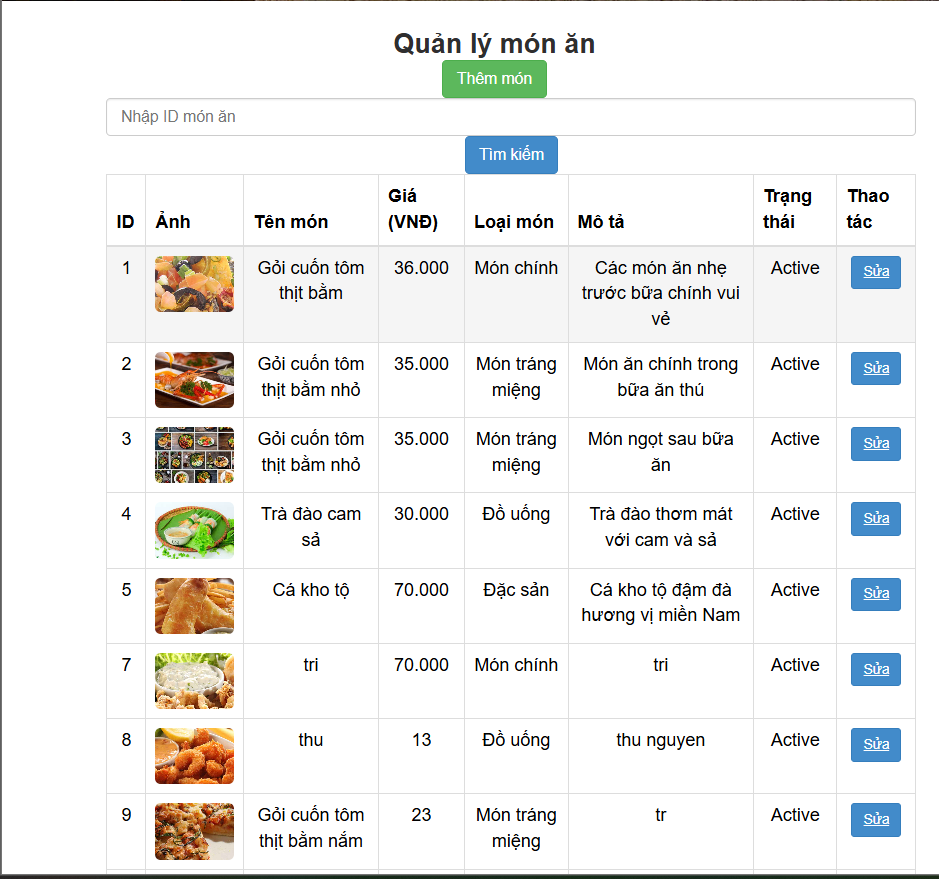 Quản lý món ăn
Thêm món
Nhập ID món ăn
Tìm kiếm
ID Ảnh Tên món Giá (VNĐ) Loại món Mô tả Trạng thái Thao tác
1 Gỏi cuốn tôm thịt bằm 36.000 Món chính Các món ăn nhẹ trước bữa chính vui vẻ Active Sửa
2 Gỏi cuốn tôm thịt bằm nhỏ 35.000 Món tráng miệng Món ăn chính trong bữa ăn thú Active Sửa
3 Gỏi cuốn tôm thịt bằm nhỏ 35.000 Món tráng miệng Món ngọt sau bữa ăn Active Sửa
4 Trà đào cam sả 30.000 Đồ uống Trà đào thơm mát với cam và sả Active Sửa
5 Cá kho tộ 70.000 Đặc sản Cá kho tộ đậm đà hương vị miền Nam Active Sửa
7 tri 70.000 Món chính tri Active Sửa
8 thu 13 Đồ uống thu nguyen Active Sửa
9 Gỏi cuốn tôm thịt bằm nắm 23 Món tráng miệng tr Active Sửa